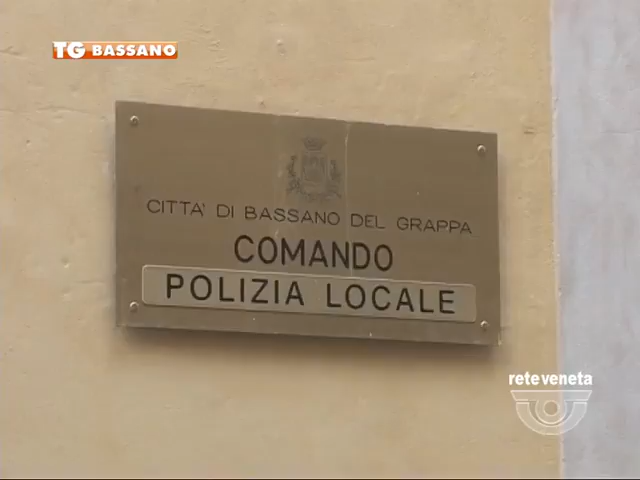 TG BASSANO
CITTA' DI BASSANO DEL GRAPPA
COMANDO
POLIZIA LOCALE
reteveneta